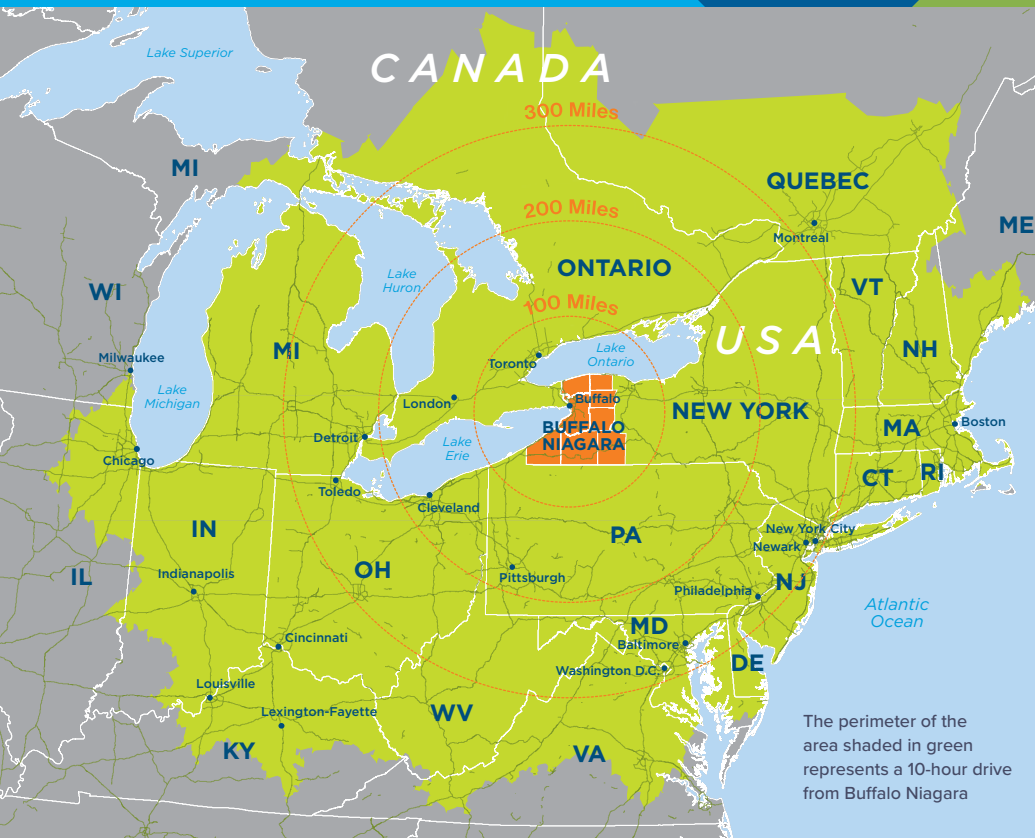 Lake Superior
CANADA
300 Miles
MI
QUEBEC
200 Miles
Montreal
ME
ONTARIO
Lake
Huron
VT
WI
100 Miles
USA
NH
MI
Milwaukee
Toronto
Lake
Ontario
Lake
Michigan
London
Buffalo
BUFFALO
NIAGARA
NEW YORK
MA
Boston
Detroit
Lake
Erie
Chicago
CT
RI
Toledo
Cleveland
IN
PA
New York City
Newark
IL
Indianapolis
OH
Pittsburgh
Philadelphia
NJ
Atlantic
Ocean
Cincinnati
MD
Baltimore
Washington D.C.
DE
Louisville
Lexington-Fayette
WV
KY
VA
The perimeter of the
area shaded in green
represents a 10-hour drive
from Buffalo Niagara